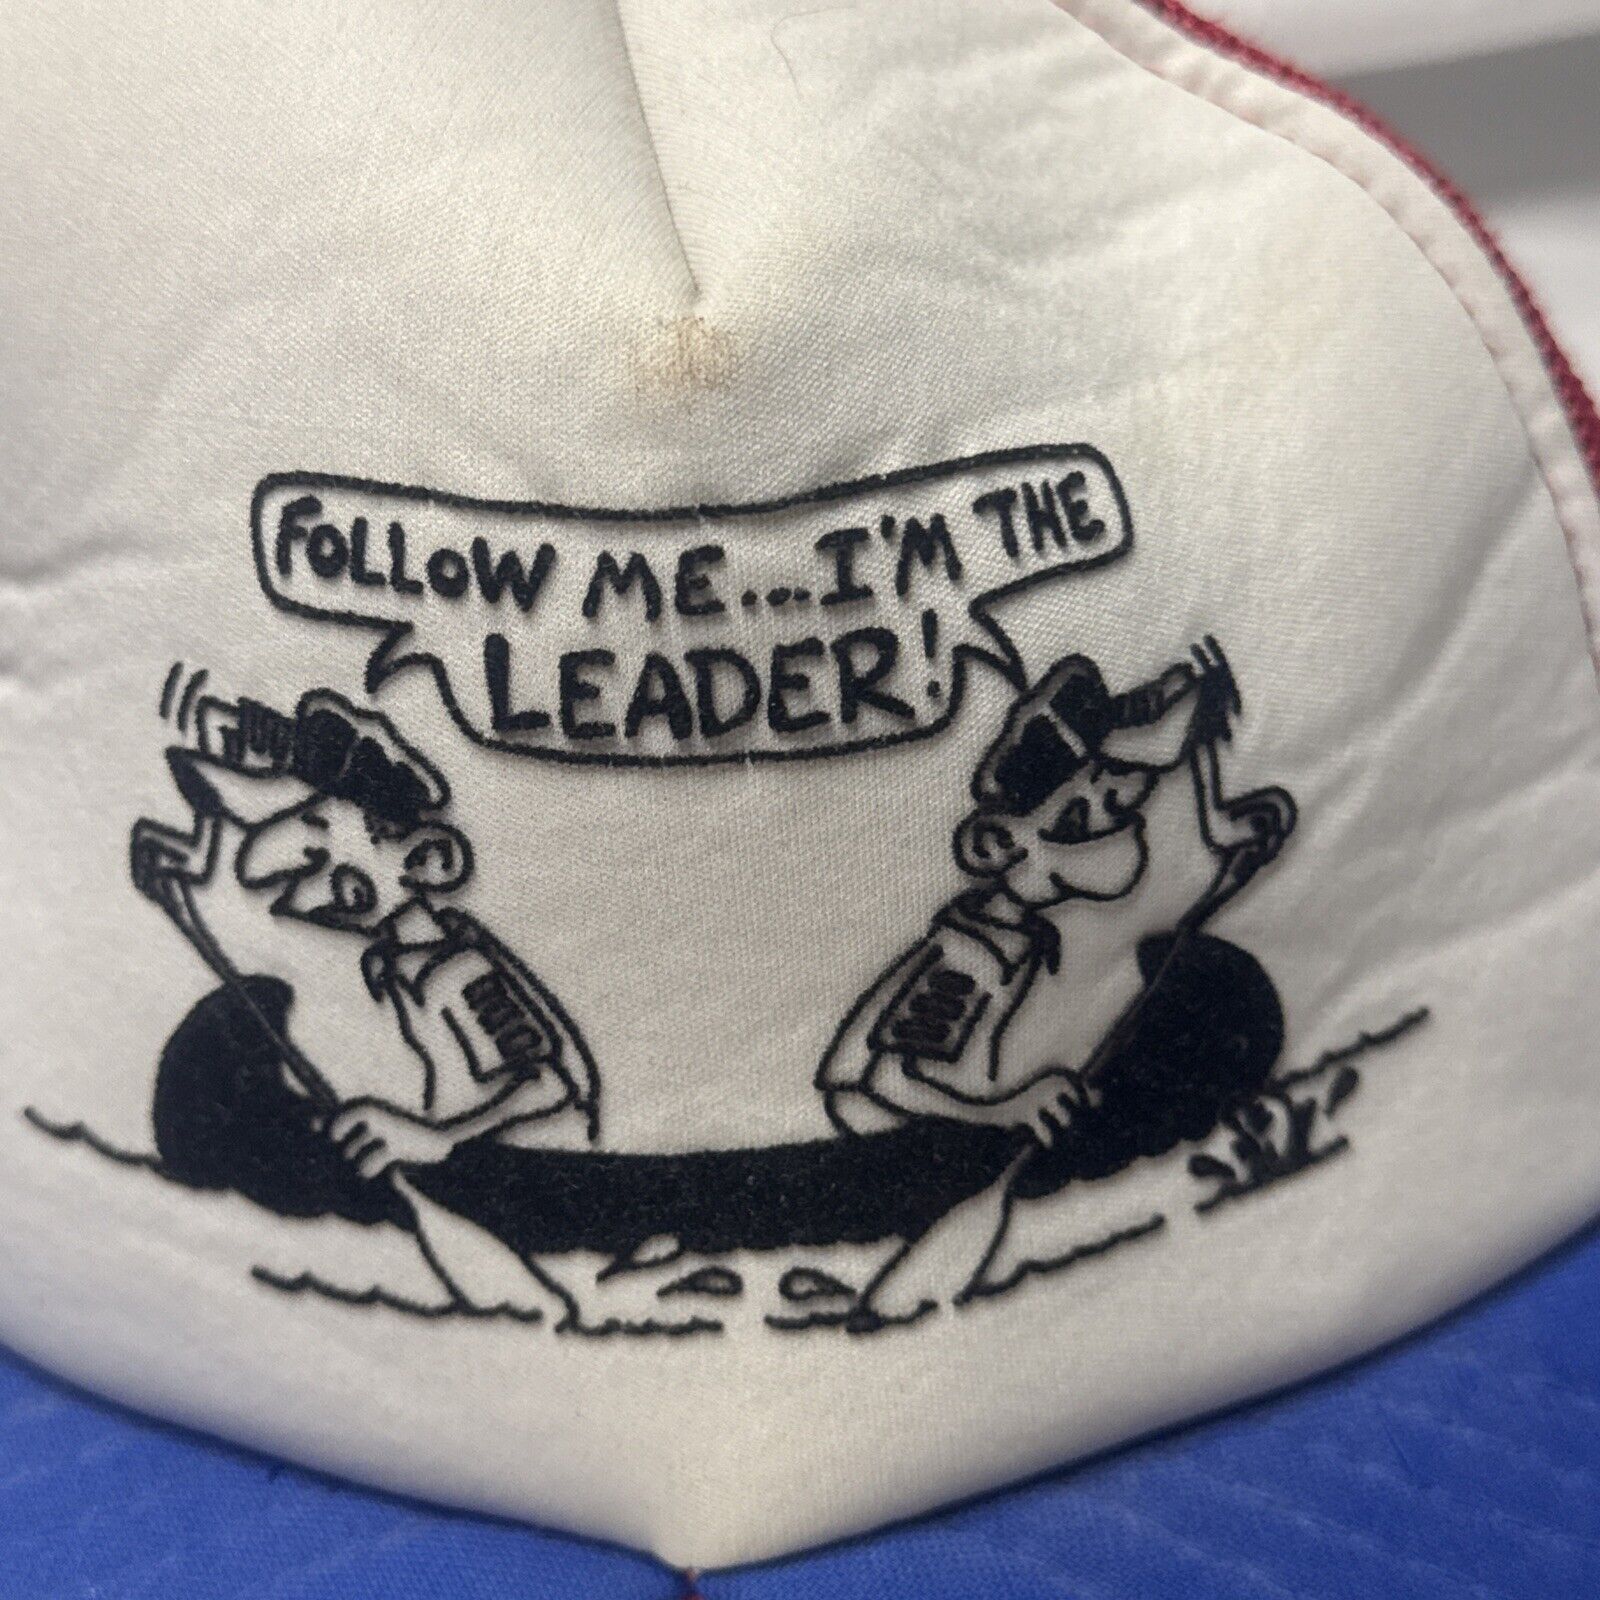 FOLLOW ME...I'M THE
LEADER!